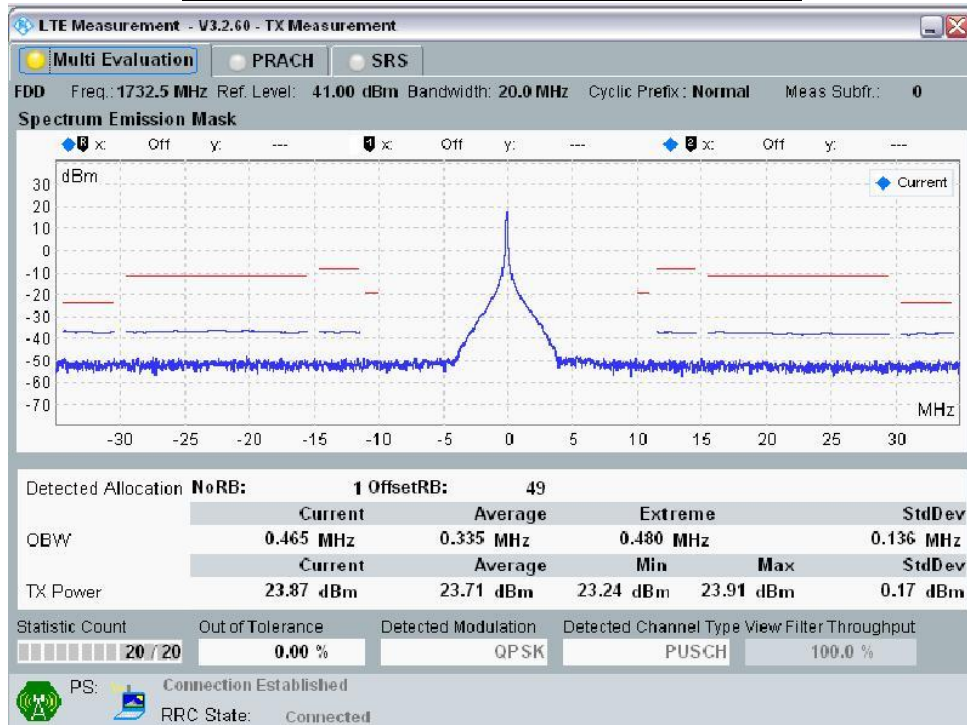 LTE Measurement - V3.2.60 - TX Measurement
Multi Evaluation PRACH SRS
FDD Freq.: 1732.5 MHz Ref. Level: 41.00 dBm Bandwidth: 20.0 MHz Cyclic Prefix: Normal Meas Subfr.: 0
Spectrum Emission Mask
R x: Off y: --- 1 x: Off y: --- 2 x: Off y: ---
dBm
Current
30
20
10
0
-10
-20
-30
-40
-50
-60
-70
MHz
-30 -25 -20 -15 -10 -5 0 5 10 15 20 25 30
Detected Allocation NoRB: 1 OffsetRB: 49
Current Average Extreme StdDev
OBW 0.465 MHz 0.335 MHz 0.480 MHz 0.136 MHz
Current Average Min Max StdDev
TX Power 23.87 dBm 23.71 dBm 23.24 dBm 23.91 dBm 0.17 dBm
Statistic Count Out of Tolerance Detected Modulation Detected Channel Type View Filter Throughput
20 / 20 0.00 % QPSK PUSCH 100.0 %
PS: Connection Established
RRC State: Connected